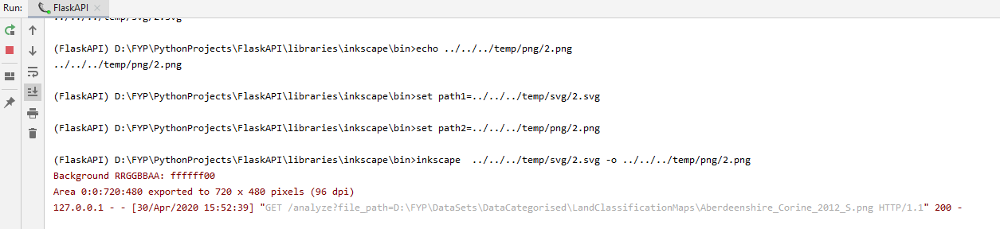 Run: FlaskAPI
../../../temp/svg/2.svg
(FlaskAPI) D:\FYP\PythonProjects\FlaskAPI\libraries\inkscape\bin>echo ../../../temp/png/2.png
../../../temp/png/2.png
(FlaskAPI) D:\FYP\PythonProjects\FlaskAPI\libraries\inkscape\bin>set path1=../../../temp/svg/2.svg
(FlaskAPI) D:\FYP\PythonProjects\FlaskAPI\libraries\inkscape\bin>set path2=../../../temp/png/2.png
(FlaskAPI) D:\FYP\PythonProjects\FlaskAPI\libraries\inkscape\bin>inkscape  ../../../temp/svg/2.svg -o ../../../temp/png/2.png
Background RRGGBBAA: ffffff00
Area 0:0:720:480 exported to 720 x 480 pixels (96 dpi)
127.0.0.1 - - [30/Apr/2020 15:52:39] "GET /analyze?file_path=D:\FYP\DataSets\DataCategorised\LandClassificationMaps\Aberdeenshire_Corine_2012_S.png HTTP/1.1" 200 -